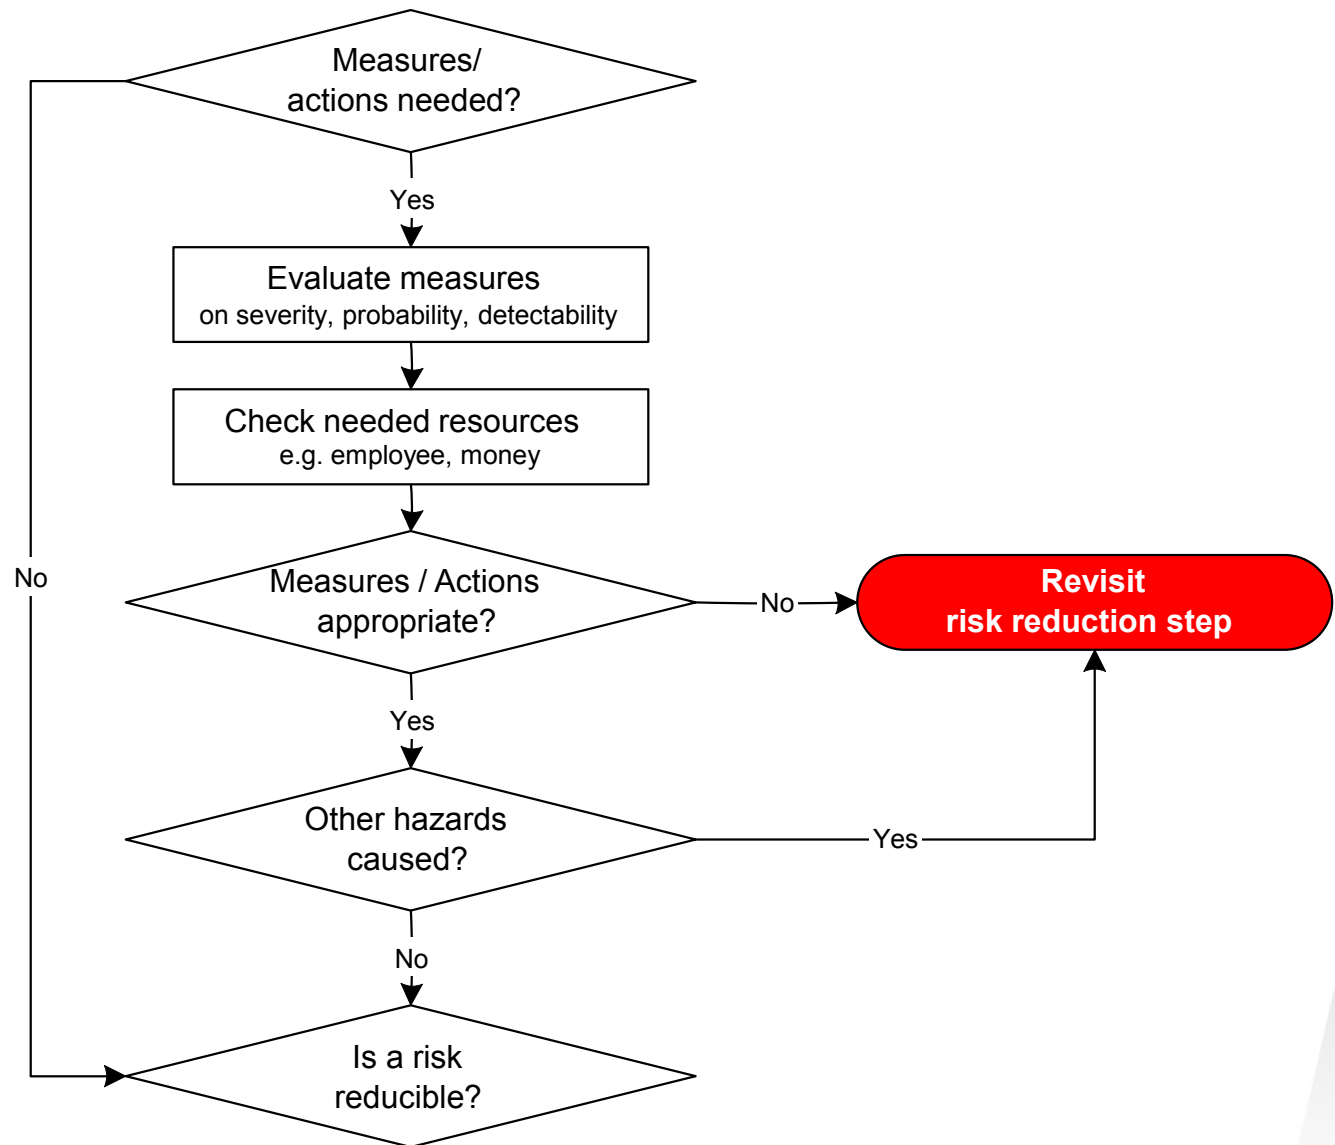 Measures/
actions needed?
Yes
Evaluate measures
on severity, probability, detectability
Check needed resources
e.g. employee, money
No
Measures / Actions
appropriate?
No
Revisit
risk reduction step
Yes
Other hazards
caused?
Yes
No
Is a risk
reducible?